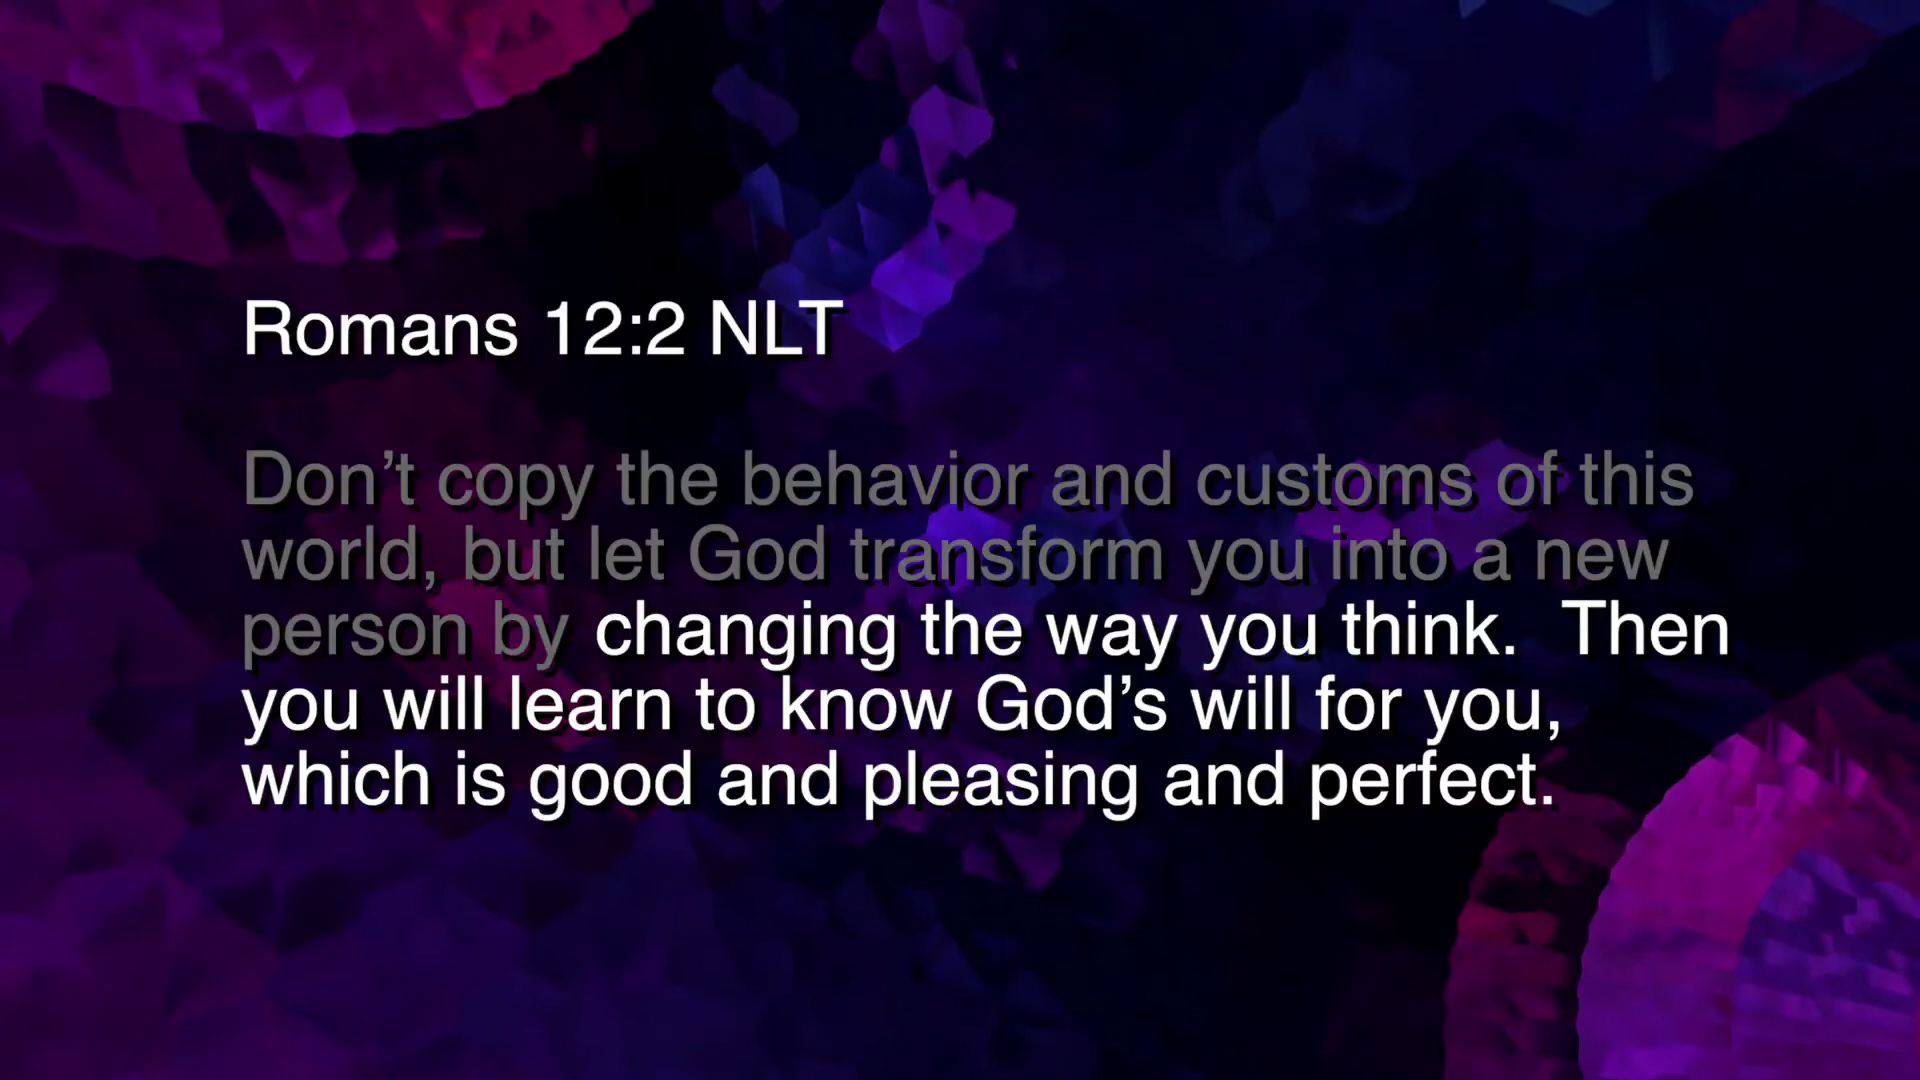 Romans 12:2 NLT
Don’t copy the behavior and customs of this
world, but let God transform you into a new
person by changing the way you think.  Then
you will learn to know God’s will for you,
which is good and pleasing and perfect.